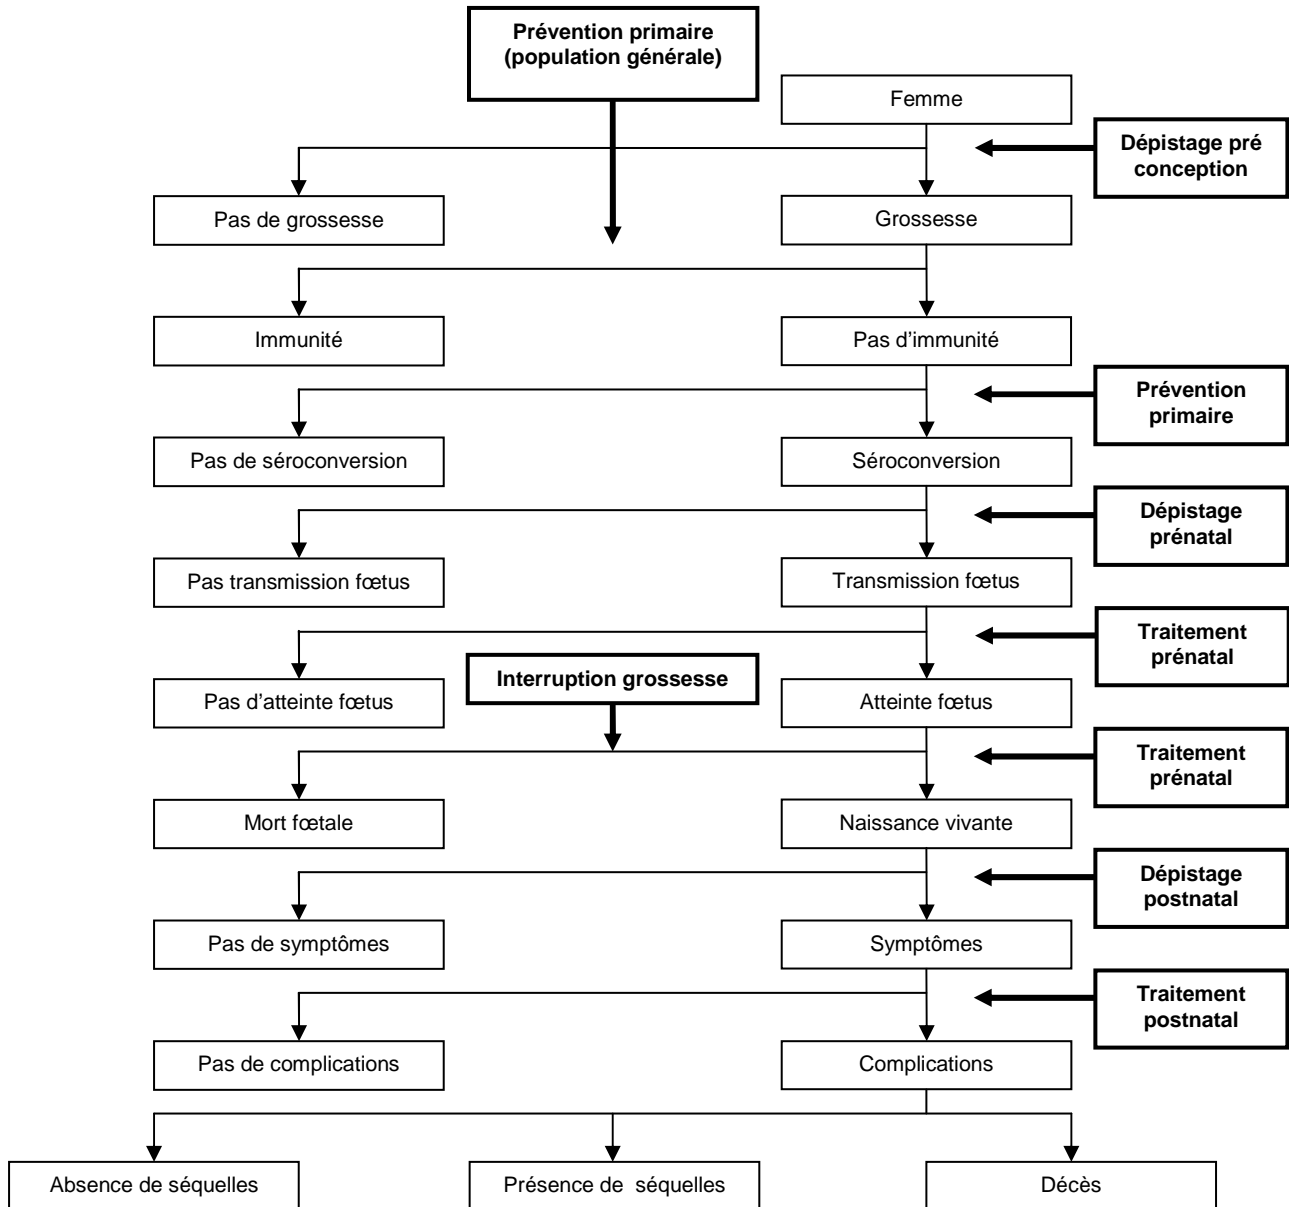 Prévention primaire
(population générale)
Femme
Dépistage pré
conception
Pas de grossesse
Grossesse
Immunité
Pas d’immunité
Prévention
primaire
Pas de séroconversion
Séroconversion
Dépistage
prénatal
Pas transmission fœtus
Transmission fœtus
Traitement
prénatal
Interruption grossesse
Pas d’atteinte fœtus
Atteinte fœtus
Traitement
prénatal
Mort fœtale
Naissance vivante
Dépistage
postnatal
Pas de symptômes
Symptômes
Traitement
postnatal
Pas de complications
Complications
Absence de séquelles
Présence de séquelles
Décès